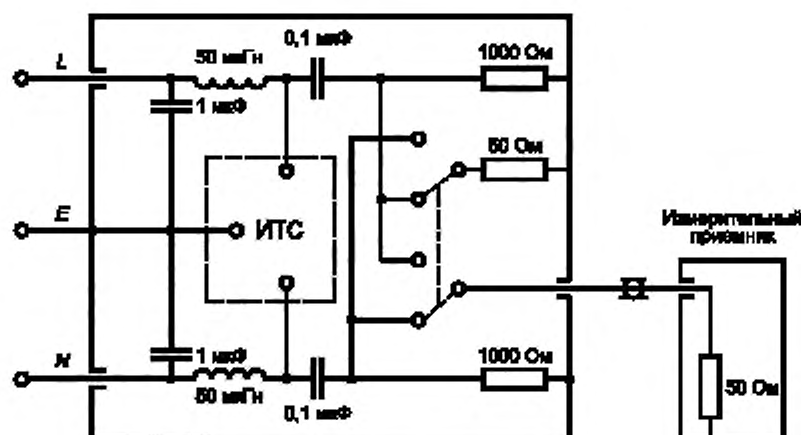 0,1 мкФ
1000 Ом
L
50 мкГн
1 мкФ
50 Ом
E
ИТС
Измерительный
приемник
N
1 мкФ
50 мкГн
0,1 мкФ
1000 Ом
50 Ом